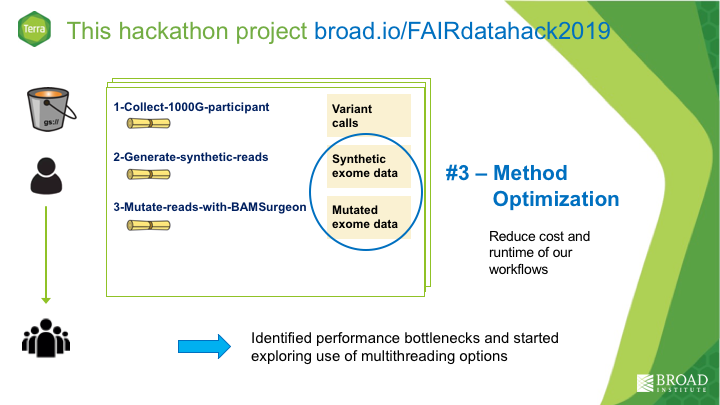 Terra
This hackathon project broad.io/FAIRdatahack2019
gs://
1-Collect-1000G-participant
Variant
calls
2-Generate-synthetic-reads
Synthetic
exome data
3-Mutate-reads-with-BAMSurgeon
Mutated
exome data
#3 – Method
Optimization
Reduce cost and
runtime of our
workflows
Identified performance bottlenecks and started
exploring use of multithreading options
BROAD
INSTITUTE